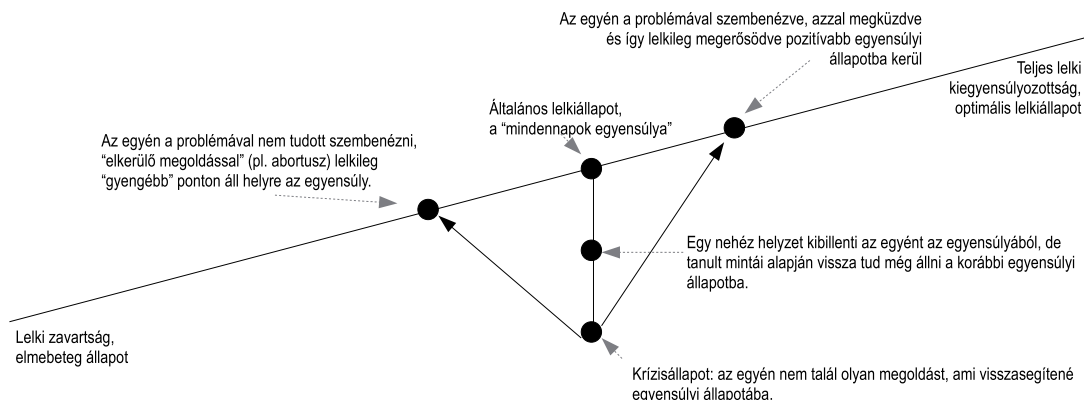 Az egyén a problémával szembenézve, azzal megküzdve
és így lelkileg megerősödve pozitívabb egyensúlyi
állapotba kerül
Teljes lelki
kiegyensúlyozottság,
optimális lelkiállapot
Általános lelkiállapot,
a “mindennapok egyensúlya”
Az egyén a problémával nem tudott szembenézni,
“elkerülő megoldással” (pl. abortusz) lelkileg
“gyengébb” ponton áll helyre az egyensúly.
Egy nehéz helyzet kibillenti az egyént az egyensúlyából, de
tanult mintái alapján vissza tud még állni a korábbi egyensúlyi
állapotba.
Lelki zavartság,
elmebeteg állapot
Krízisállapot: az egyén nem talál olyan megoldást, ami visszasegítené
egyensúlyi állapotába.